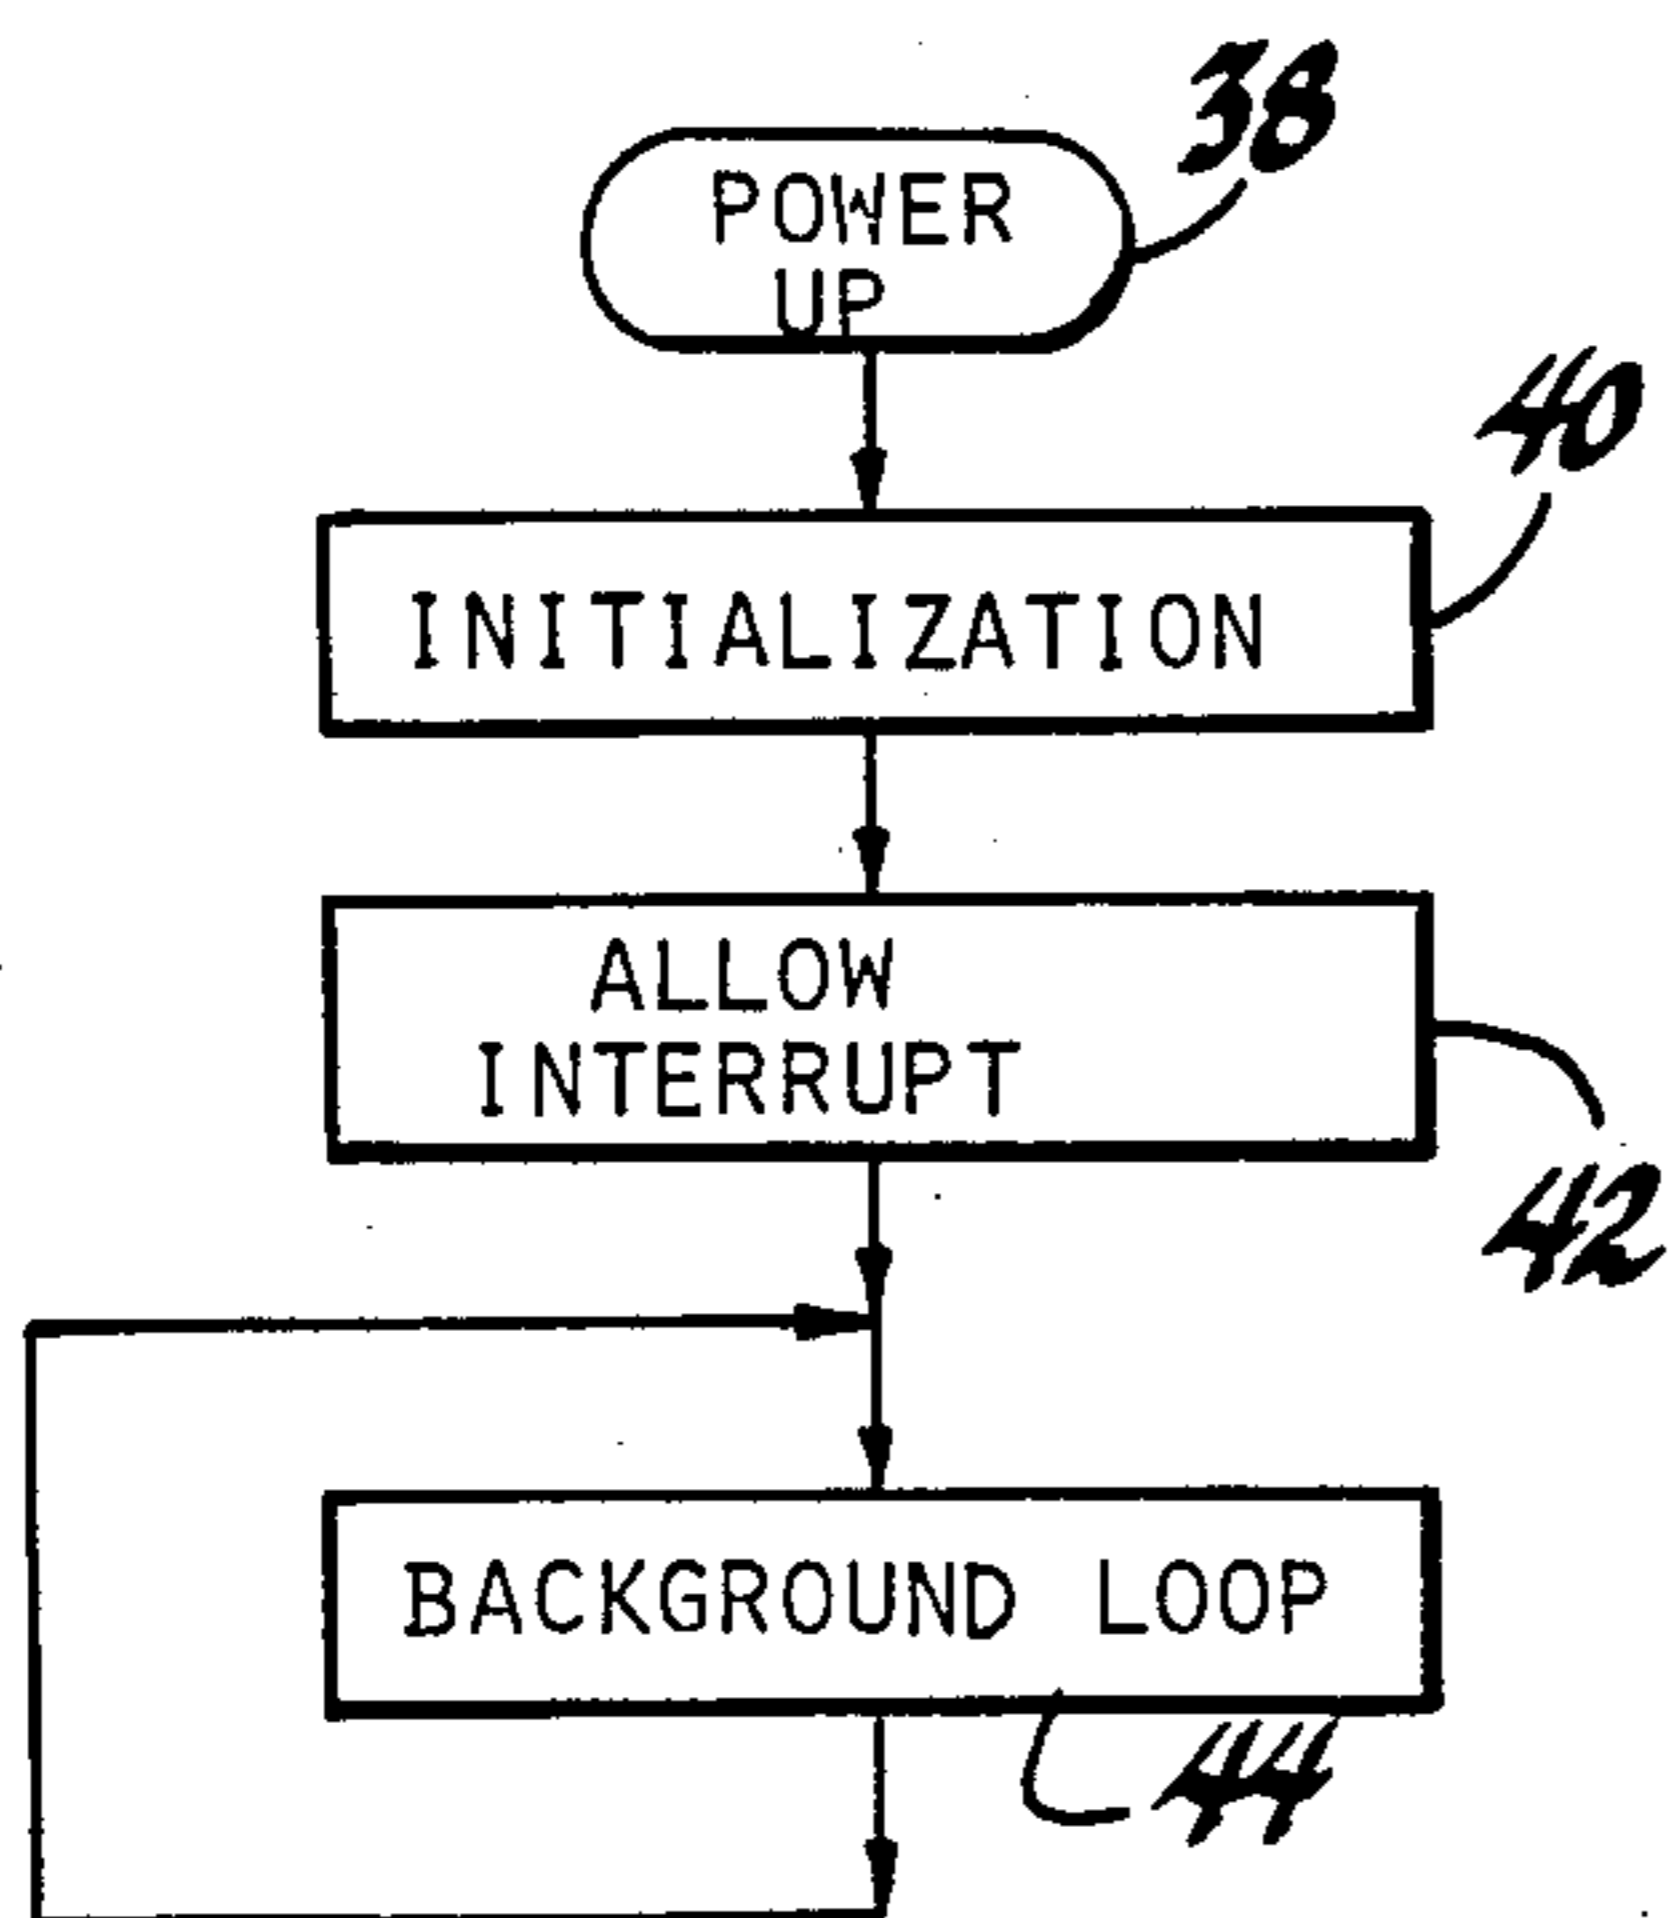 38
POWER
UP
40
INITIALIZATION
ALLOW
INTERRUPT
42
BACKGROUND LOOP
44